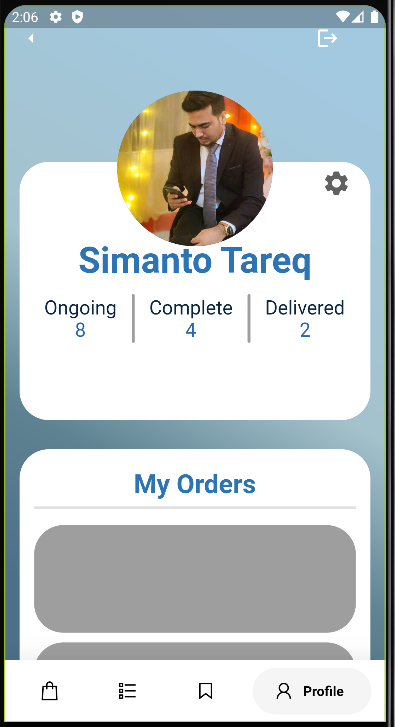 2:06
Simanto Tareq
Ongoing Complete Delivered
8 4 2
My Orders
Profile